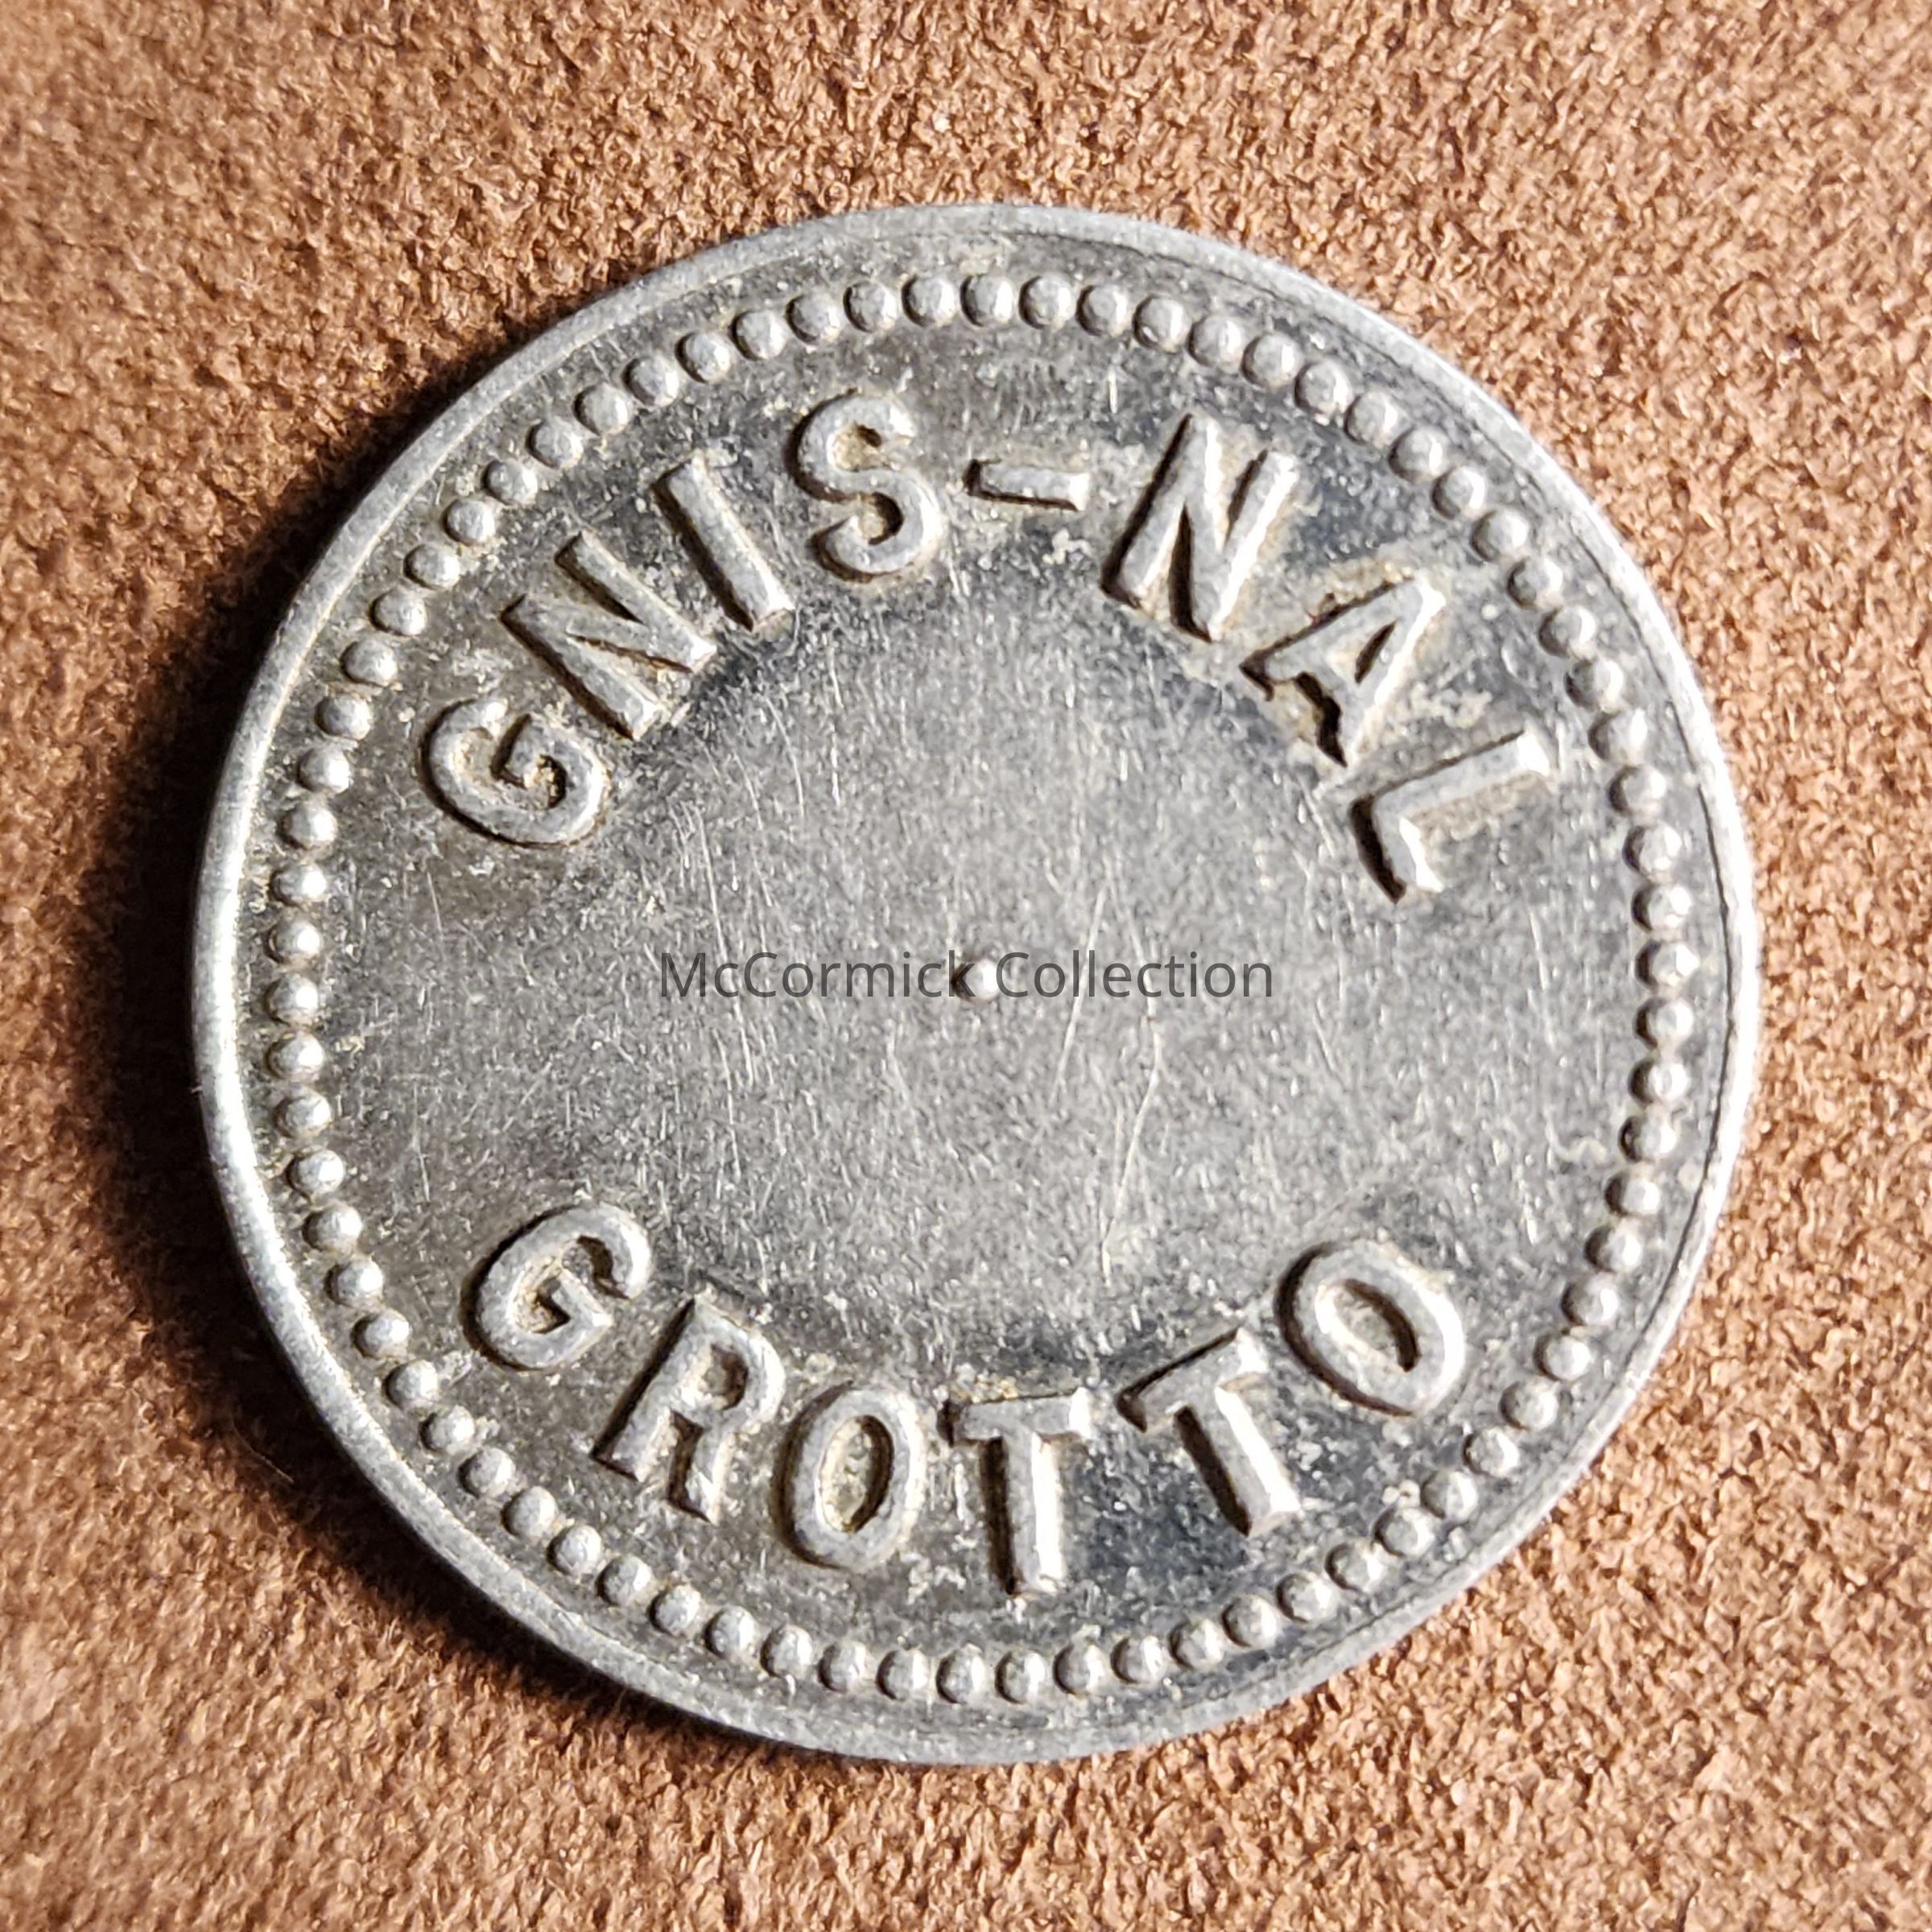 GNIS-NAL
McCormick Collection
GROTTO